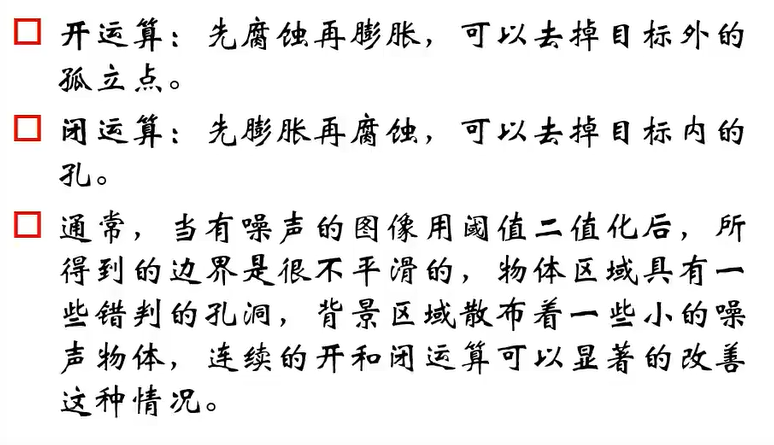 开运算：先腐蚀再膨胀，可以去掉目标外的
孤立点。
闭运算：先膨胀再腐蚀，可以去掉目标内的
孔。
通常，当有噪声的图像用阈值二值化后，所
得到的边界是很不平滑的，物体区域具有一
些错判的孔洞，背景区域散布着一些小的噪
声物体，连续的开和闭运算可以显著的改善
这种情况。